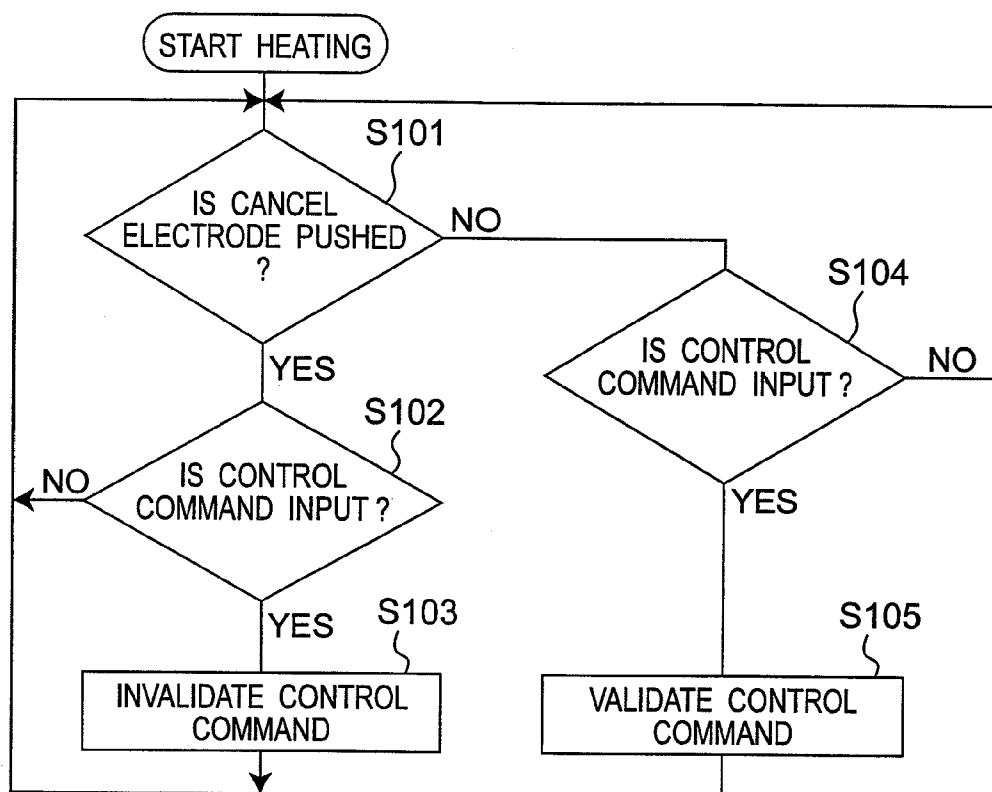 START HEATING
S101
IS CANCEL
ELECTRODE PUSHED
?
NO
YES
S104
IS CONTROL
COMMAND INPUT ?
NO
YES
S102
IS CONTROL
COMMAND INPUT ?
NO
YES
S103
INVALIDATE CONTROL
COMMAND
S105
VALIDATE CONTROL
COMMAND